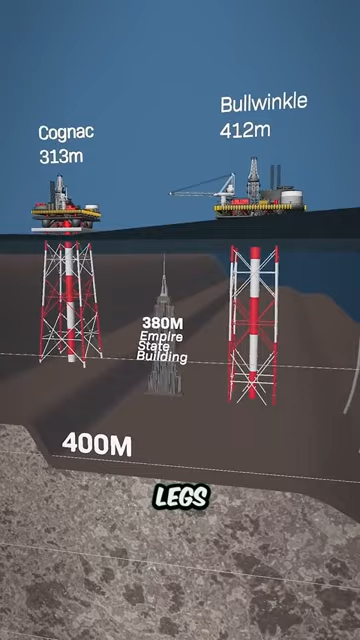 Cognac
313m
Bullwinkle
412m
380M
Empire
State
Building
400M
LEGS